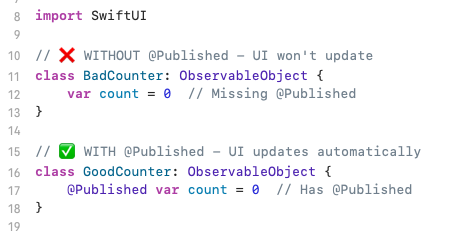 8 import SwiftUI
9
10 // ❌ WITHOUT @Published – UI won't update
11 class BadCounter: ObservableObject {
12     var count = 0  // Missing @Published
13 }
14
15 // ✅ WITH @Published – UI updates automatically
16 class GoodCounter: ObservableObject {
17     @Published var count = 0  // Has @Published
18 }
19